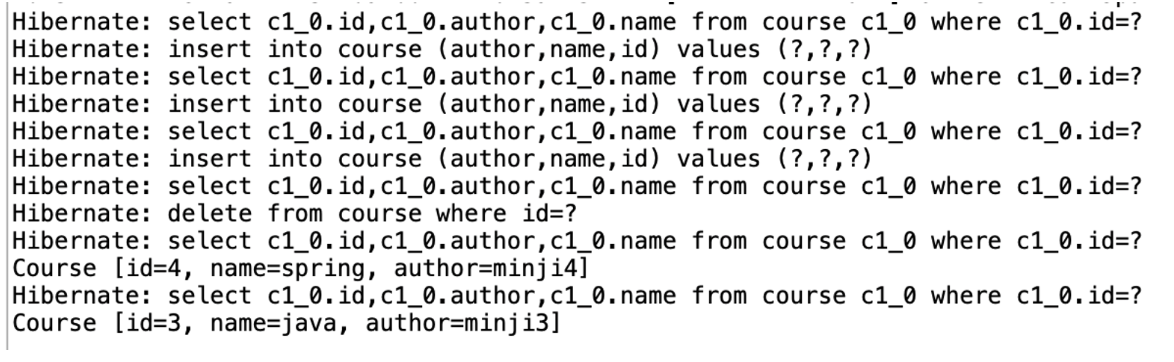 Hibernate: select c1_0.id,c1_0.author,c1_0.name from course c1_0 where c1_0.id=?
Hibernate: insert into course (author,name,id) values (?,?,?)
Hibernate: select c1_0.id,c1_0.author,c1_0.name from course c1_0 where c1_0.id=?
Hibernate: insert into course (author,name,id) values (?,?,?)
Hibernate: select c1_0.id,c1_0.author,c1_0.name from course c1_0 where c1_0.id=?
Hibernate: insert into course (author,name,id) values (?,?,?)
Hibernate: select c1_0.id,c1_0.author,c1_0.name from course c1_0 where c1_0.id=?
Hibernate: delete from course where id=?
Hibernate: select c1_0.id,c1_0.author,c1_0.name from course c1_0 where c1_0.id=?
Course [id=4, name=spring, author=minji4]
Hibernate: select c1_0.id,c1_0.author,c1_0.name from course c1_0 where c1_0.id=?
Course [id=3, name=java, author=minji3]